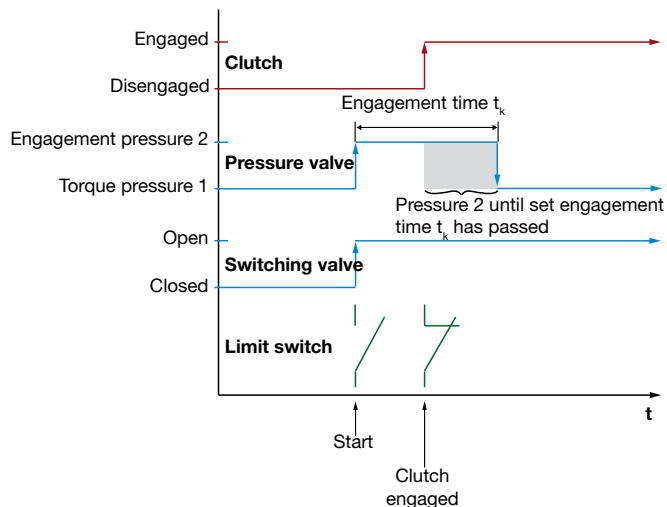 Engaged
Clutch
Disengaged
Engagement time tk
Engagement pressure 2
Pressure valve
Torque pressure 1
Pressure 2 until set engagement
time tk has passed
Open
Switching valve
Closed
Limit switch
t
Start
Clutch
engaged